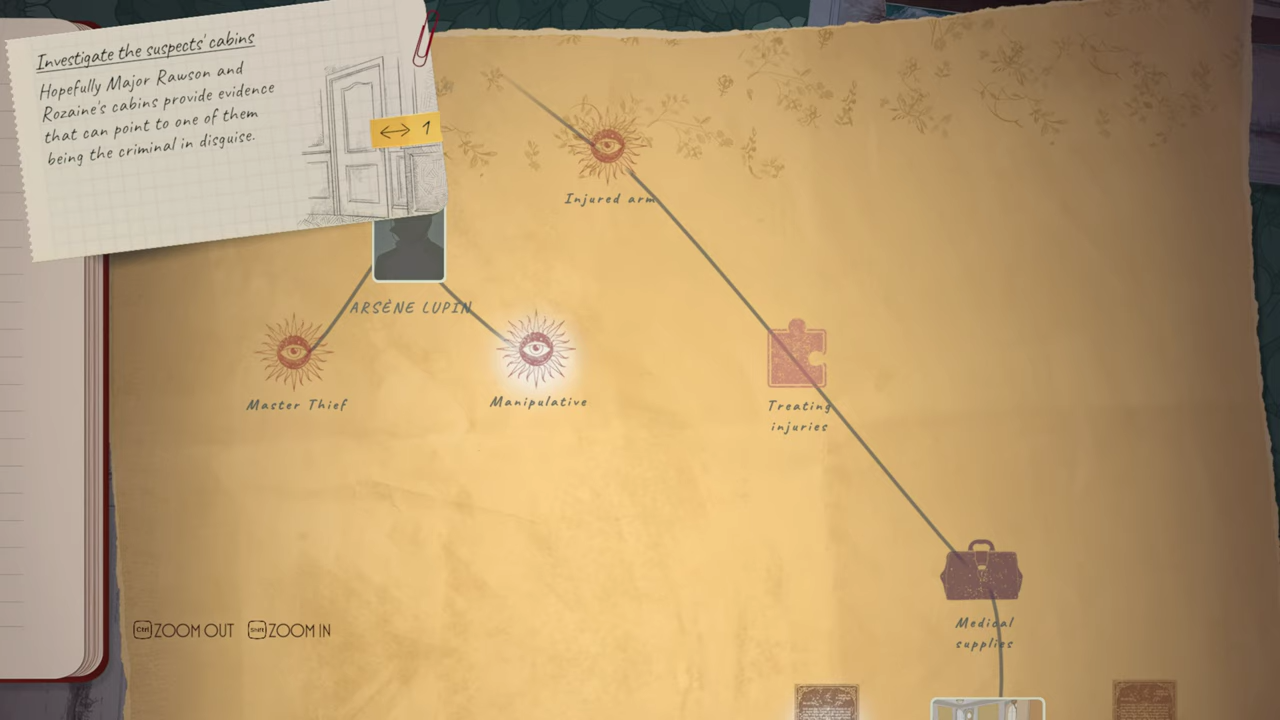 Investigate the suspects' cabins
Hopefully Major Rawson and
Rozaine's cabins provide evidence
that can point to one of them
being the criminal in disguise.
1
Injured arm
ARSÈNE LUPIN
Master Thief
Manipulative
Treating
injuries
Medical
supplies
Ctrl ZOOM OUT Shift ZOOM IN